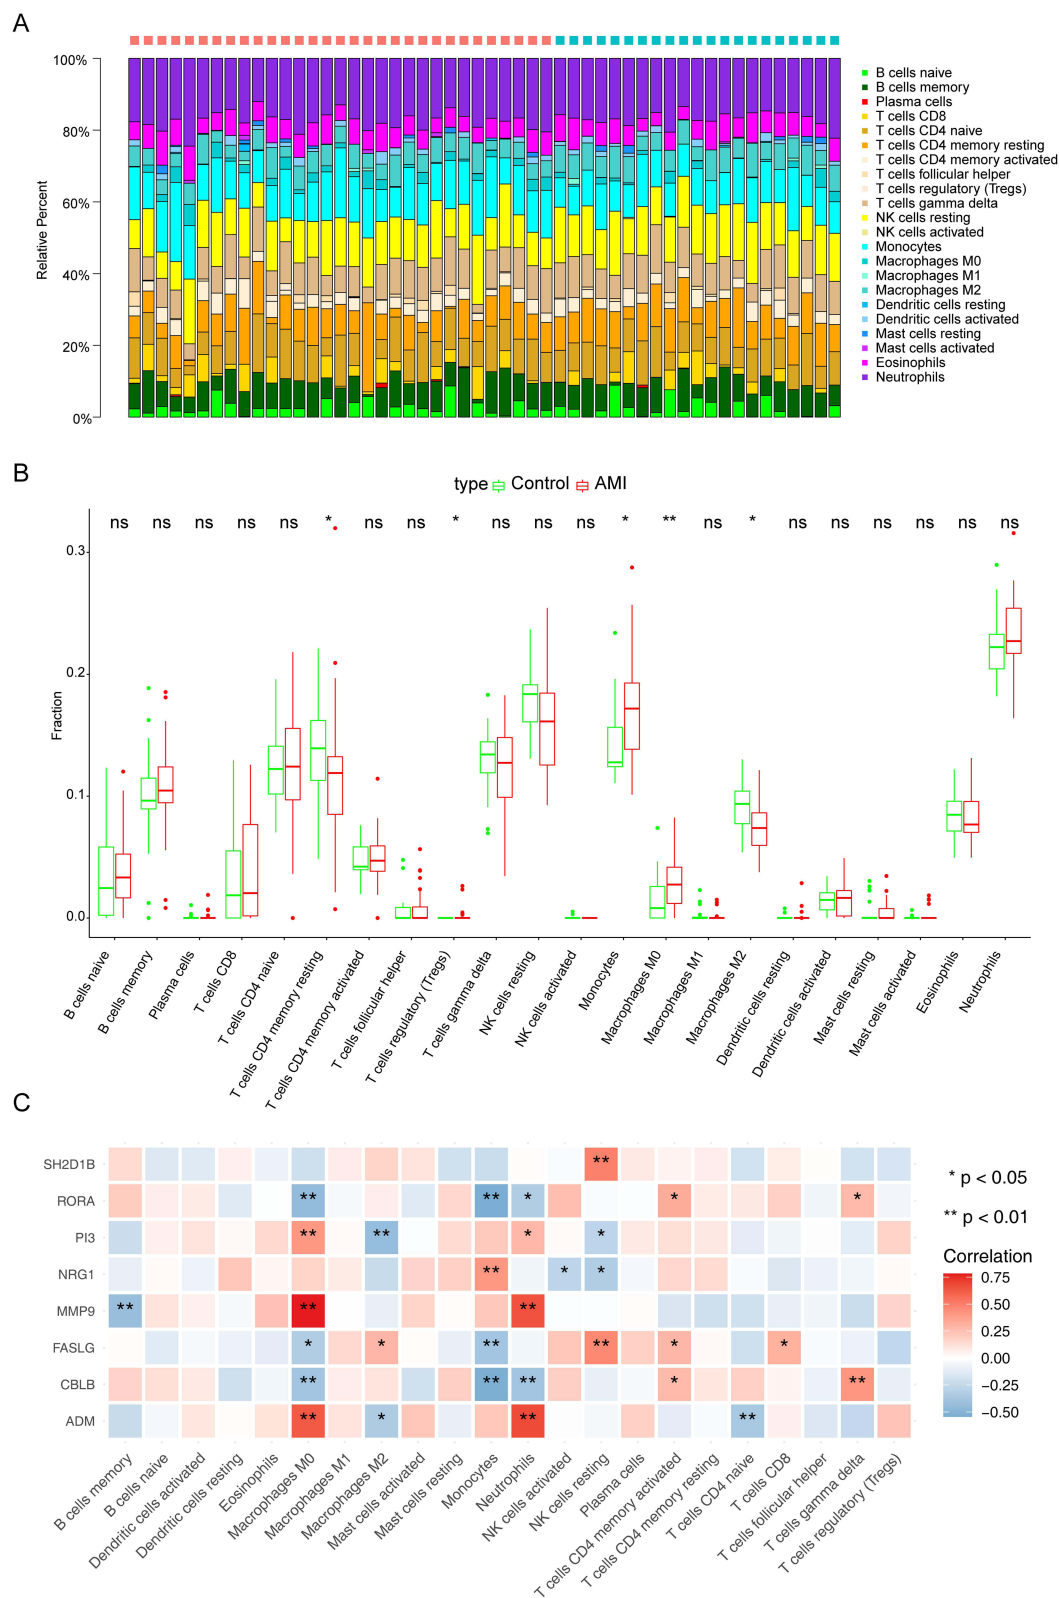 A
100%
80%
60%
40%
20%
0%
Relative Percent
B cells naive
B cells memory
Plasma cells
T cells CD8
T cells CD4 naive
T cells CD4 memory resting
T cells CD4 memory activated
T cells follicular helper
T cells regulatory (Tregs)
T cells gamma delta
NK cells resting
NK cells activated
Monocytes
Macrophages M0
Macrophages M1
Macrophages M2
Dendritic cells resting
Dendritic cells activated
Mast cells resting
Mast cells activated
Eosinophils
Neutrophils
B
type Control AMI
ns ns ns ns ns * ns ns * ns ns ns * ** ns * ns ns ns ns ns ns
0.3
0.2
0.1
0.0
Fraction
B cells naive
B cells memory
Plasma cells
T cells CD8
T cells CD4 naive
T cells CD4 memory resting
T cells CD4 memory activated
T cells follicular helper
T cells regulatory (Tregs)
T cells gamma delta
NK cells resting
NK cells activated
Monocytes
Macrophages M0
Macrophages M1
Macrophages M2
Dendritic cells resting
Dendritic cells activated
Mast cells resting
Mast cells activated
Eosinophils
Neutrophils
C
SH2D1B **
RORA ** ** * * *
PI3 ** ** * *
NRG1 ** * *
MMP9 ** ** **
FASLG * * ** ** * *
CBLB ** ** ** * **
ADM ** * ** **
B cells memory
B cells naive
Dendritic cells activated
Dendritic cells resting
Eosinophils
Macrophages M0
Macrophages M1
Macrophages M2
Mast cells activated
Mast cells resting
Monocytes
Neutrophils
NK cells activated
NK cells resting
Plasma cells
T cells CD4 memory activated
T cells CD4 memory resting
T cells CD4 naive
T cells CD8
T cells follicular helper
T cells gamma delta
T cells regulatory (Tregs)
* p < 0.05
** p < 0.01
Correlation
0.75
0.50
0.25
0.00
−0.25
−0.50